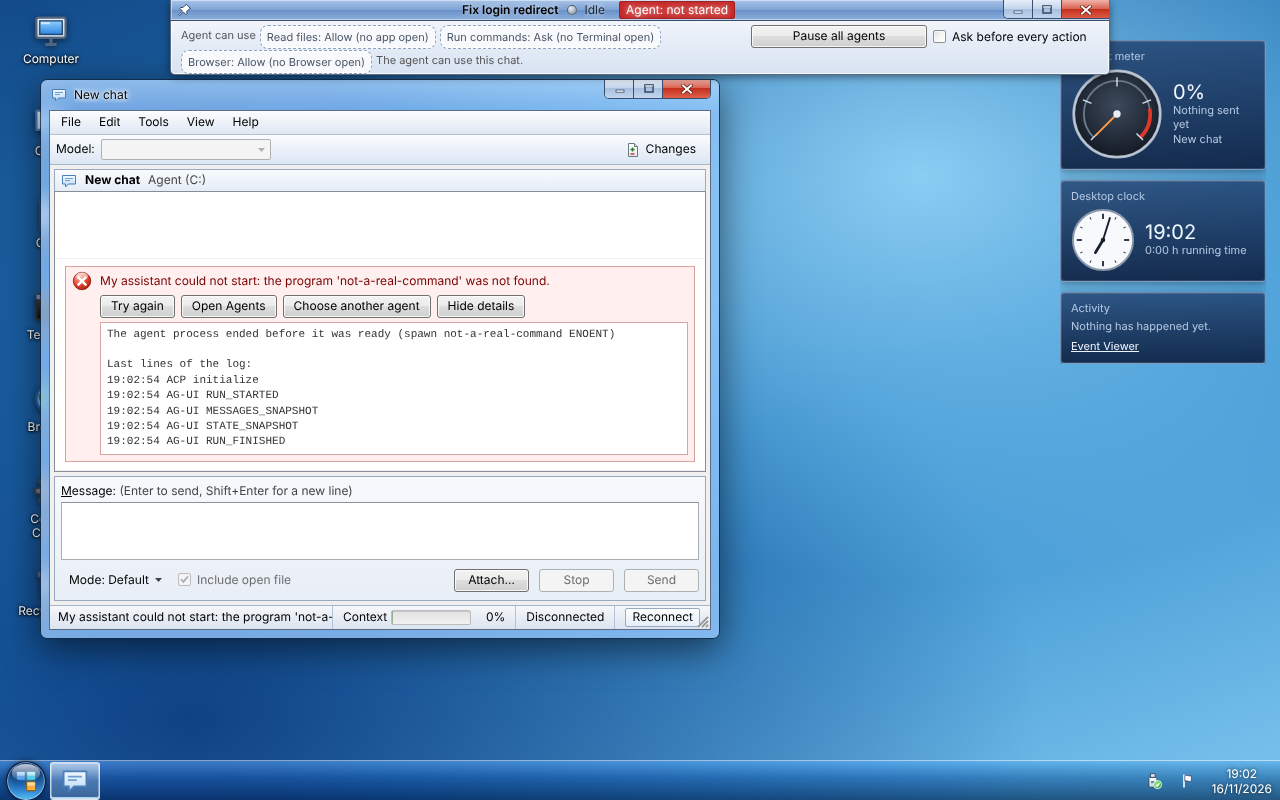 Fix login redirect Idle Agent: not started
Agent can use Read files: Allow (no app open) Run commands: Ask (no Terminal open)
Browser: Allow (no Browser open) The agent can use this chat.
Pause all agents Ask before every action
Computer
New chat
File Edit Tools View Help
Model:
Changes
New chat Agent (C:)
My assistant could not start: the program 'not-a-real-command' was not found.
Try again Open Agents Choose another agent Hide details
The agent process ended before it was ready (spawn not-a-real-command ENOENT)
Last lines of the log:
19:02:54 ACP initialize
19:02:54 AG-UI RUN_STARTED
19:02:54 AG-UI MESSAGES_SNAPSHOT
19:02:54 AG-UI STATE_SNAPSHOT
19:02:54 AG-UI RUN_FINISHED
Message: (Enter to send, Shift+Enter for a new line)
Mode: Default Include open file Attach... Stop Send
My assistant could not start: the program 'not-a- Context 0% Disconnected Reconnect
meter
0%
Nothing sent
yet
New chat
Desktop clock
19:02
0:00 h running time
Activity
Nothing has happened yet.
Event Viewer
19:02
16/11/2026